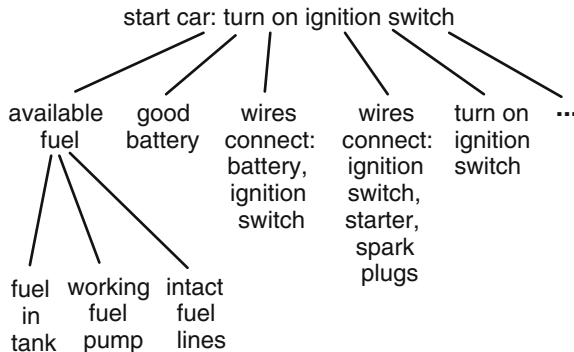 start car: turn on ignition switch
available
fuel
good
battery
wires
connect:
battery,
ignition
switch
wires
connect:
ignition
switch,
starter,
spark
plugs
turn on
ignition
switch
...
fuel
in
tank
working
fuel
pump
intact
fuel
lines